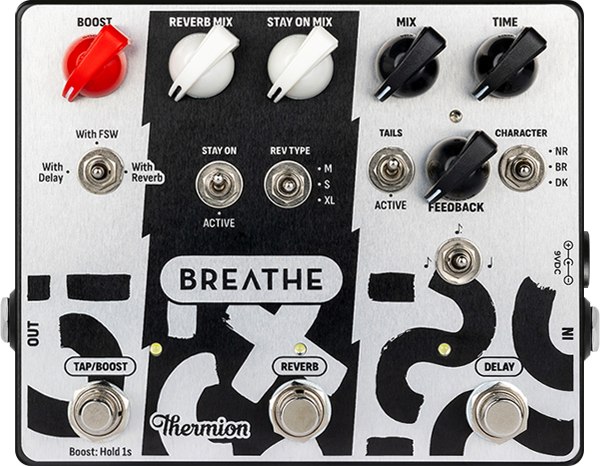 BOOST
REVERB MIX
STAY ON MIX
MIX
TIME
With FSW
With
Delay
With
Reverb
STAY ON
ACTIVE
REV TYPE
M
S
XL
TAILS
ACTIVE
FEEDBACK
CHARACTER
NR
BR
DK
♪
♪
♩
9VDC
BREATHE
OUT
IN
TAP/BOOST
Boost: Hold 1s
REVERB
DELAY
Thermion